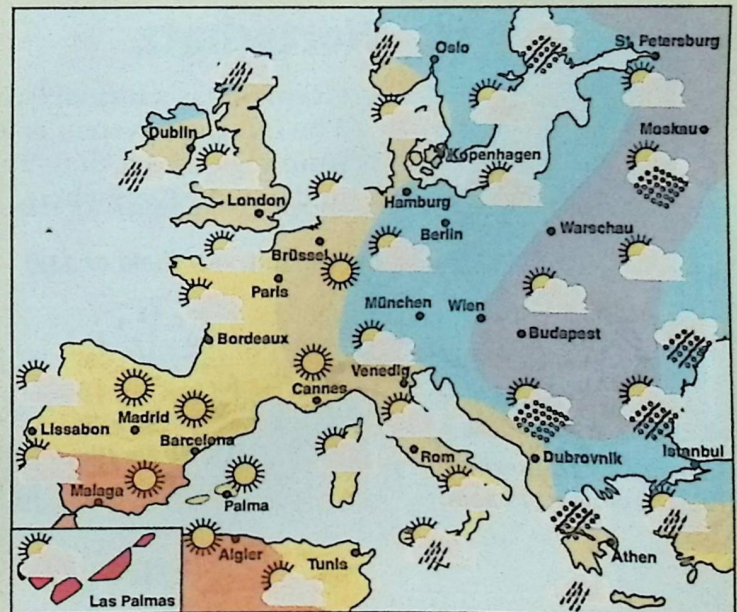 Oslo
St. Petersburg
Dublin
Moskau
Kopenhagen
London
Hamburg
Berlin
Warschau
Brüssel
Paris
München
Wien
Budapest
Bordeaux
Venedig
Cannes
Lissabon
Madrid
Barcelona
Rom
Dubrovnik
Istanbul
Malaga
Palma
Algier
Tunis
Athen
Las Palmas